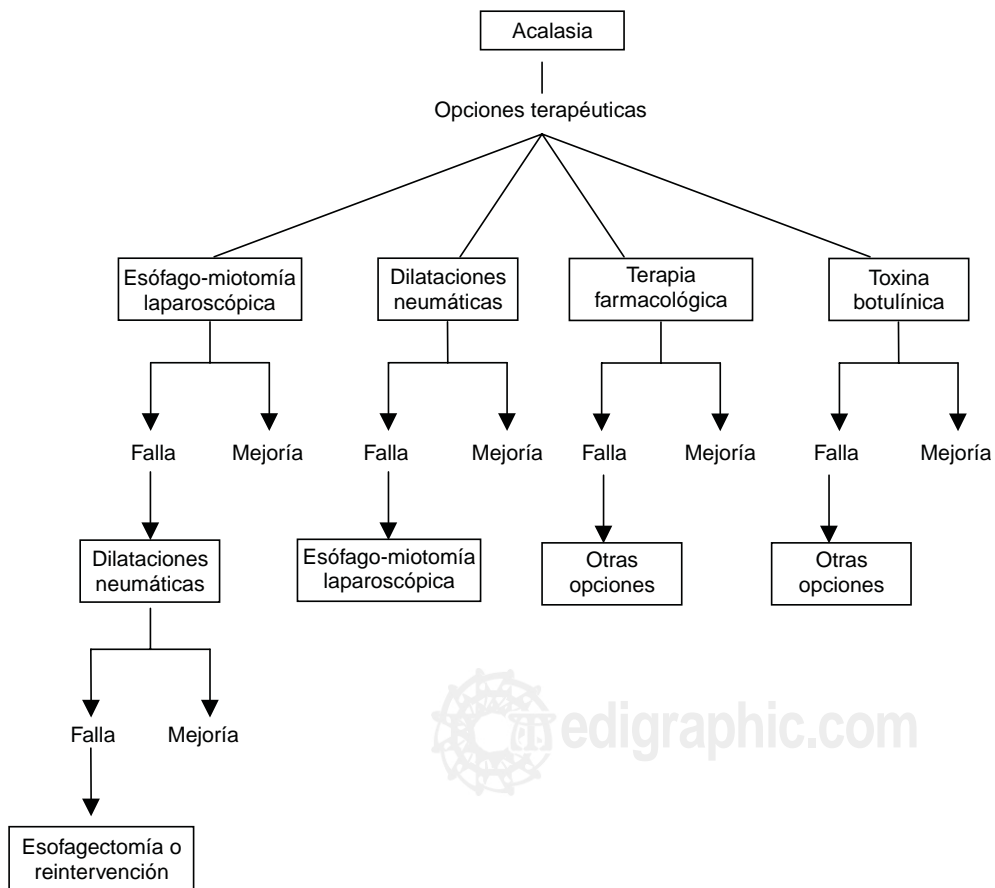 Acalasia
Opciones terapéuticas
Esófago-miotomía
laparoscópica
Dilataciones
neumáticas
Terapia
farmacológica
Toxina
botulínica
Falla
Mejoría
Falla
Mejoría
Falla
Mejoría
Falla
Mejoría
Dilataciones
neumáticas
Esófago-miotomía
laparoscópica
Otras
opciones
Otras
opciones
Falla
Mejoría
edigraphic.com
Esofagectomía o
reintervención